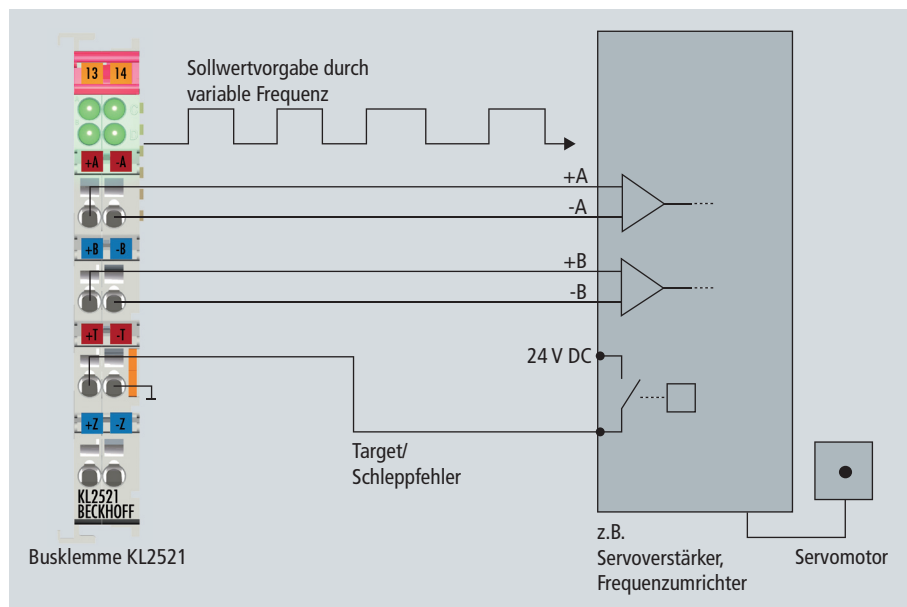 13 14
Sollwertvorgabe durch
variable Frequenz
+A -A
+A
-A
+B -B
+B
-B
+T -T
24 V DC
+Z -Z
Target/
Schleppfehler
KL2521
BECKHOFF
Busklemme KL2521
z.B.
Servoverstärker,
Frequenzumrichter
Servomotor